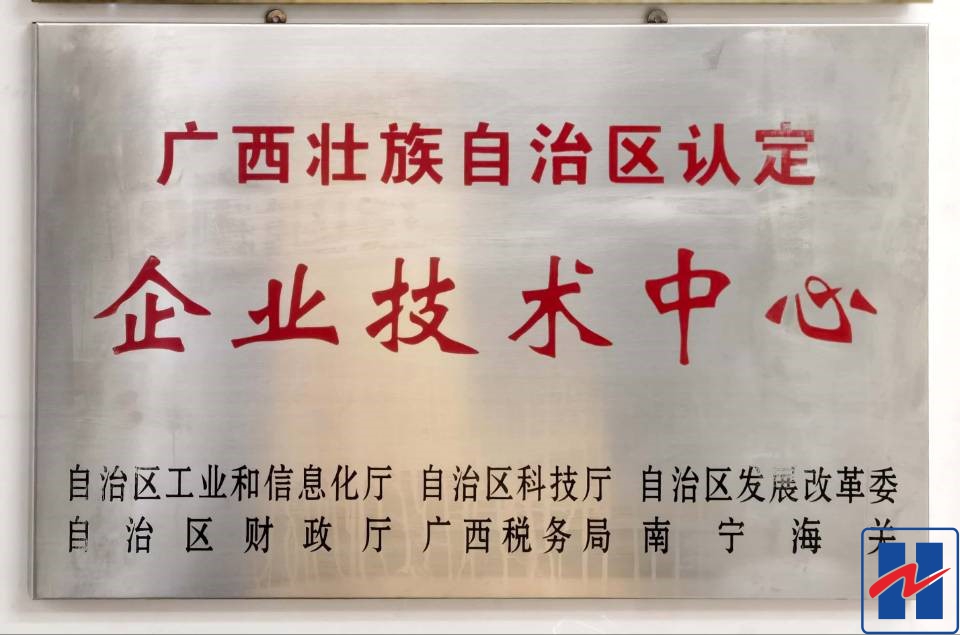 广西壮族自治区认定
企业技术中心
自治区工业和信息化厅 自治区科技厅 自治区发展改革委
自治区财政厅 广西税务局 南宁海关